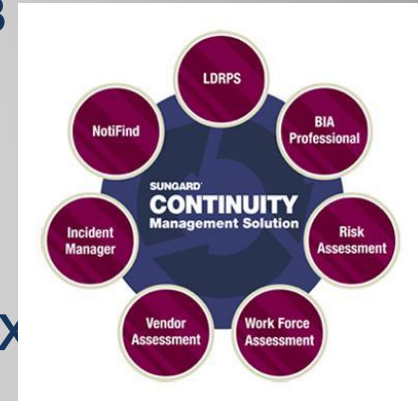 LDRPS
NotiFind
BIA
Professional
SUNGARD
CONTINUITY
Management Solution
Incident
Manager
Risk
Assessment
Vendor
Assessment
Work Force
Assessment
x